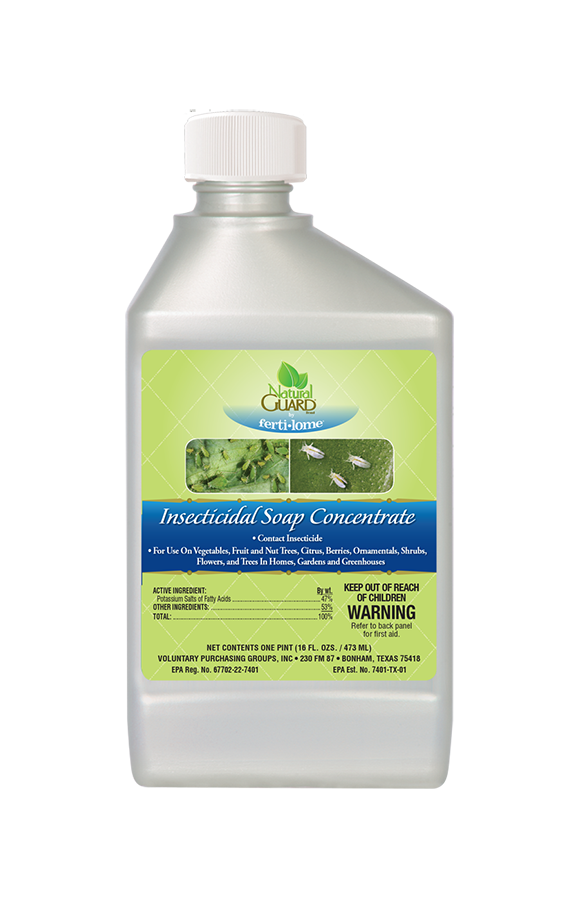 Natural
GUARD
by
ferti•lome
Insecticidal Soap Concentrate
• Contact Insecticide
• For Use On Vegetables, Fruit and Nut Trees, Citrus, Berries, Ornamentals, Shrubs,
Flowers, and Trees In Homes, Gardens and Greenhouses
ACTIVE INGREDIENT: By wt.
Potassium Salts of Fatty Acids 47%
OTHER INGREDIENTS: 53%
TOTAL: 100%
KEEP OUT OF REACH
OF CHILDREN
WARNING
Refer to back panel
for first aid.
NET CONTENTS ONE PINT (16 FL. OZS. / 473 ML)
VOLUNTARY PURCHASING GROUPS, INC • 230 FM 87 • BONHAM, TEXAS 75418
EPA Reg. No. 67702-22-7401 EPA Est. No. 7401-TX-01